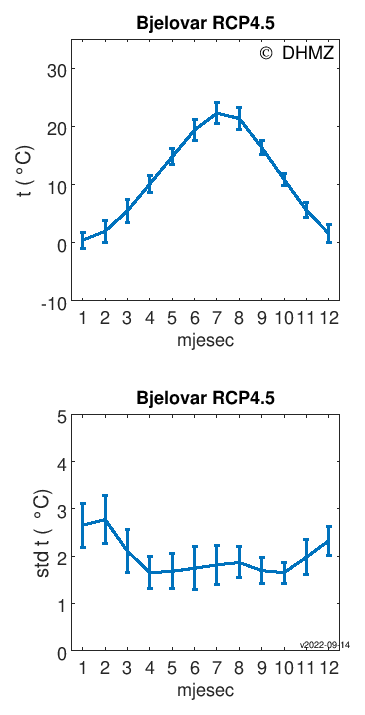 Bjelovar RCP4.5
© DHMZ
30
20
10
0
-10
t ( °C)
1 2 3 4 5 6 7 8 9 10 11 12
mjesec
Bjelovar RCP4.5
5
4
3
2
1
0
std t ( °C)
v2022-09-14
1 2 3 4 5 6 7 8 9 10 11 12
mjesec